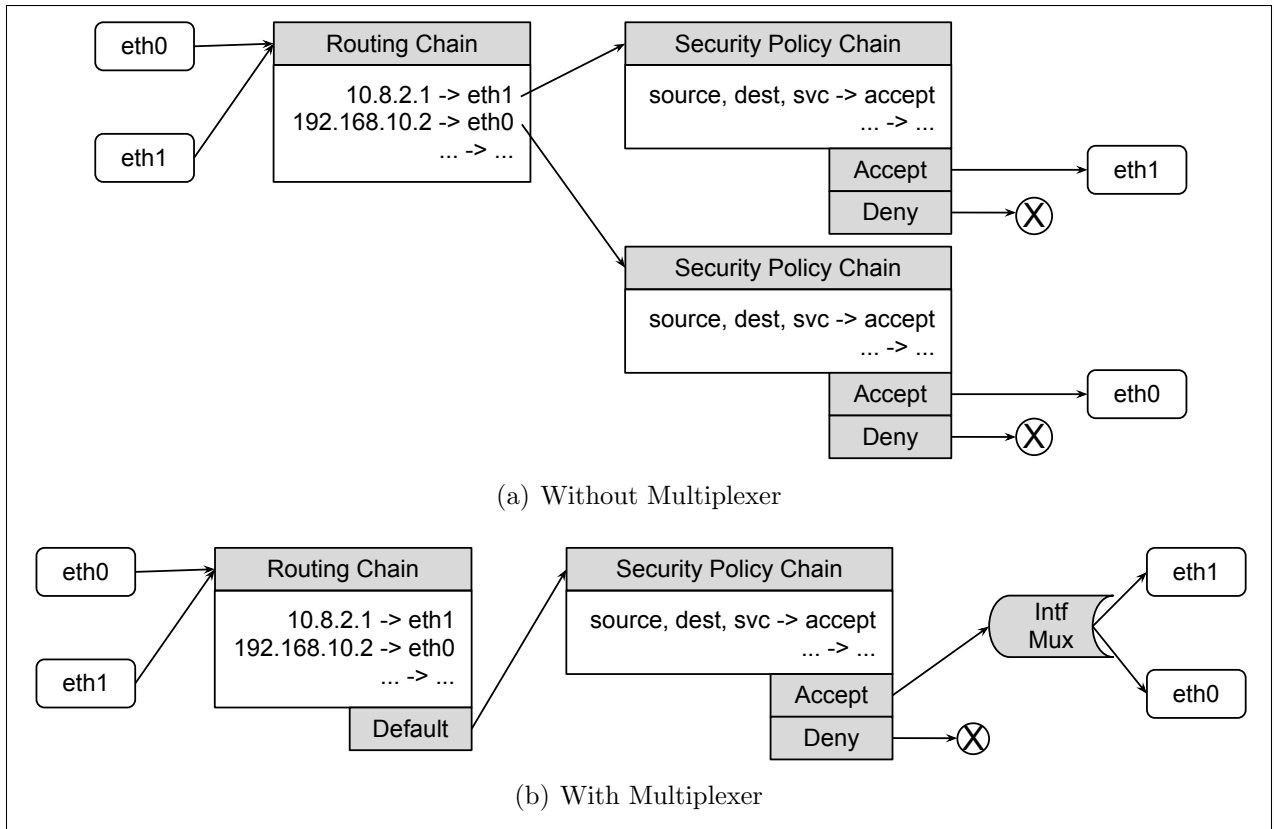 eth0
Routing Chain
Security Policy Chain
10.8.2.1 -> eth1
192.168.10.2 -> eth0
... -> ...
source, dest, svc -> accept
... -> ...
eth1
Accept
eth1
Deny
X
Security Policy Chain
source, dest, svc -> accept
... -> ...
Accept
eth0
Deny
X
(a) Without Multiplexer
eth0
Routing Chain
Security Policy Chain
eth1
10.8.2.1 -> eth1
192.168.10.2 -> eth0
... -> ...
source, dest, svc -> accept
... -> ...
Intf
Mux
eth1
Default
Accept
eth0
Deny
X
(b) With Multiplexer